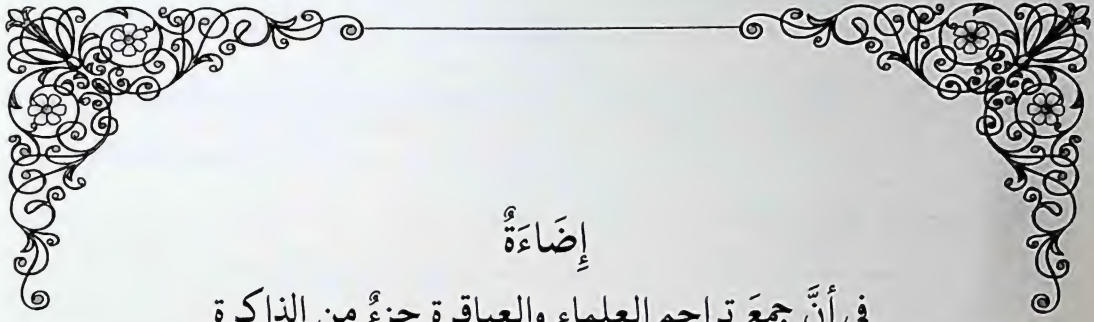 إِضَاءَةٌ
في أنَّ جمعَ تراجم العلماء والعباقرة جزءٌ من الذاكرة